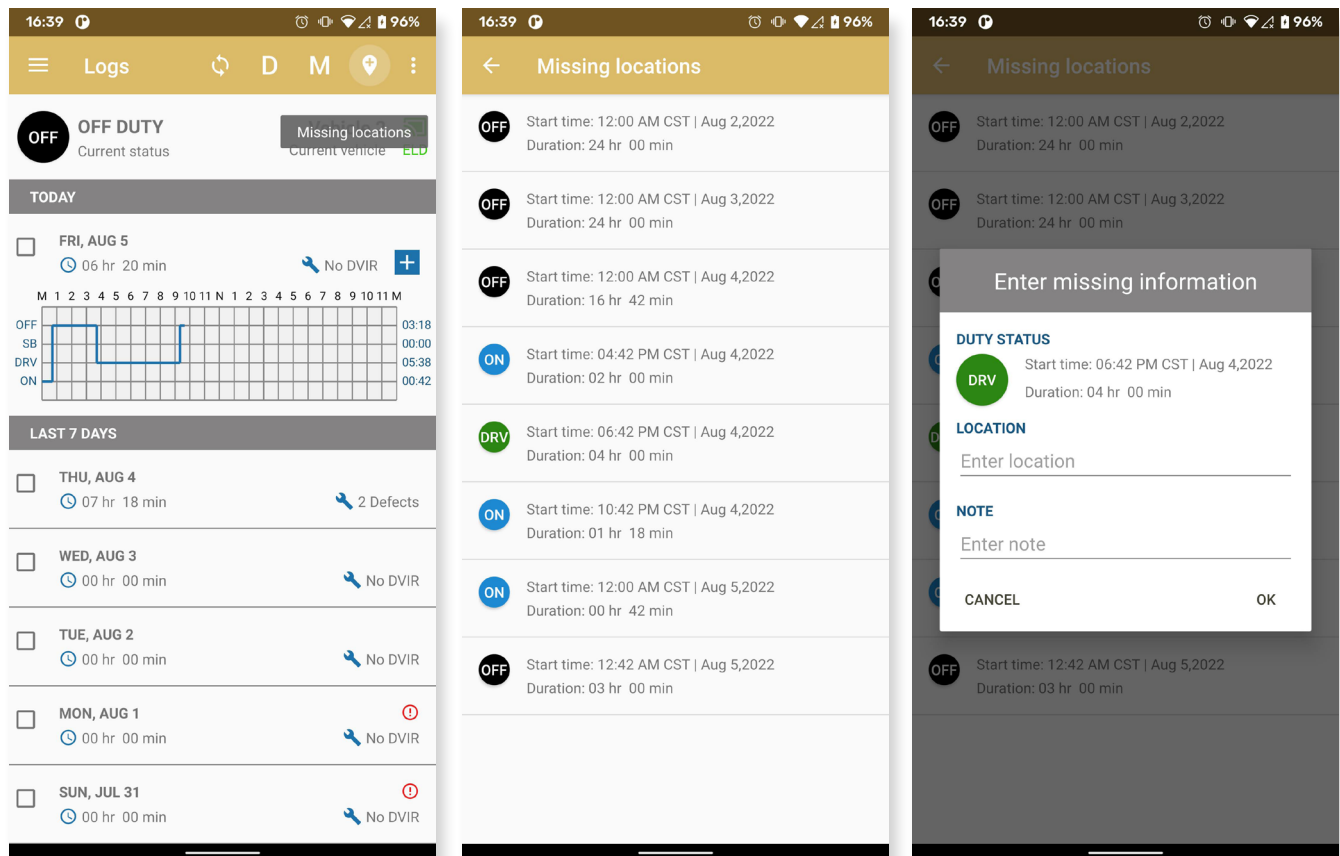 16:39 96%
Logs D M
OFF OFF DUTY
Current status
Missing locations
Current vehicle ELD
TODAY
FRI, AUG 5
06 hr 20 min No DVIR
M 1 2 3 4 5 6 7 8 9 10 11 N 1 2 3 4 5 6 7 8 9 10 11 M
OFF 03:18
SB 00:00
DRV 05:38
ON 00:42
LAST 7 DAYS
THU, AUG 4
07 hr 18 min 2 Defects
WED, AUG 3
00 hr 00 min No DVIR
TUE, AUG 2
00 hr 00 min No DVIR
MON, AUG 1
00 hr 00 min No DVIR
SUN, JUL 31
00 hr 00 min No DVIR
16:39 96%
Missing locations
OFF Start time: 12:00 AM CST | Aug 2,2022
Duration: 24 hr 00 min
OFF Start time: 12:00 AM CST | Aug 3,2022
Duration: 24 hr 00 min
OFF Start time: 12:00 AM CST | Aug 4,2022
Duration: 16 hr 42 min
ON Start time: 04:42 PM CST | Aug 4,2022
Duration: 02 hr 00 min
DRV Start time: 06:42 PM CST | Aug 4,2022
Duration: 04 hr 00 min
ON Start time: 10:42 PM CST | Aug 4,2022
Duration: 01 hr 18 min
ON Start time: 12:00 AM CST | Aug 5,2022
Duration: 00 hr 42 min
OFF Start time: 12:42 AM CST | Aug 5,2022
Duration: 03 hr 00 min
16:39 96%
Missing locations
OFF Start time: 12:00 AM CST | Aug 2,2022
Duration: 24 hr 00 min
OFF Start time: 12:00 AM CST | Aug 3,2022
Duration: 24 hr 00 min
Enter missing information
DUTY STATUS
DRV Start time: 06:42 PM CST | Aug 4,2022
Duration: 04 hr 00 min
LOCATION
Enter location
NOTE
Enter note
CANCEL OK
OFF Start time: 12:42 AM CST | Aug 5,2022
Duration: 03 hr 00 min